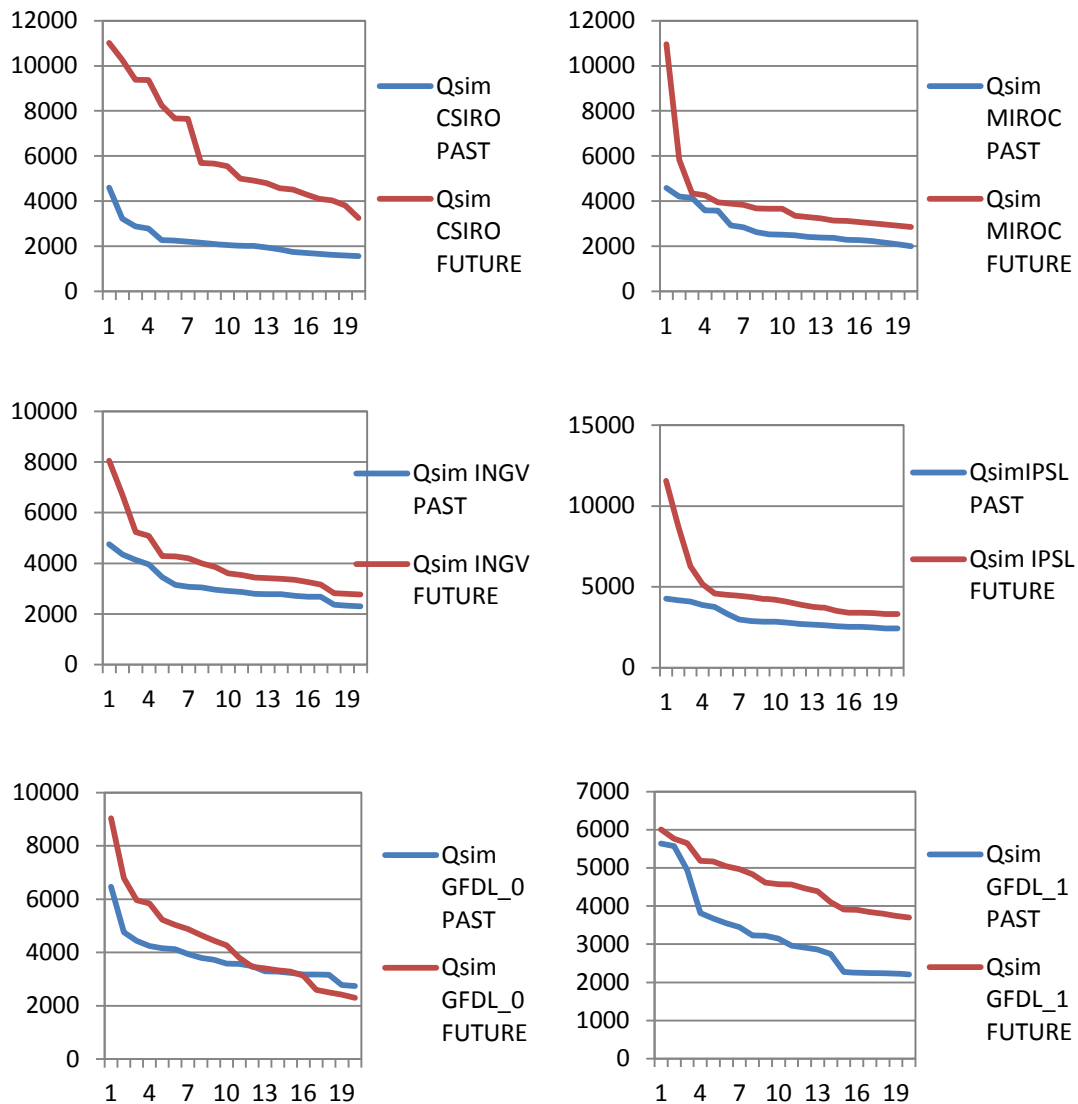 12000
10000
8000
6000
4000
2000
0
1 4 7 10 13 16 19
Qsim
CSIRO
PAST
Qsim
CSIRO
FUTURE
12000
10000
8000
6000
4000
2000
0
1 4 7 10 13 16 19
Qsim
MIROC
PAST
Qsim
MIROC
FUTURE
10000
8000
6000
4000
2000
0
1 4 7 10 13 16 19
Qsim INGV
PAST
Qsim INGV
FUTURE
15000
10000
5000
0
1 4 7 10 13 16 19
QsimIPSL
PAST
Qsim IPSL
FUTURE
10000
8000
6000
4000
2000
0
1 4 7 10 13 16 19
Qsim
GFDL_0
PAST
Qsim
GFDL_0
FUTURE
7000
6000
5000
4000
3000
2000
1000
0
1 4 7 10 13 16 19
Qsim
GFDL_1
PAST
Qsim
GFDL_1
FUTURE